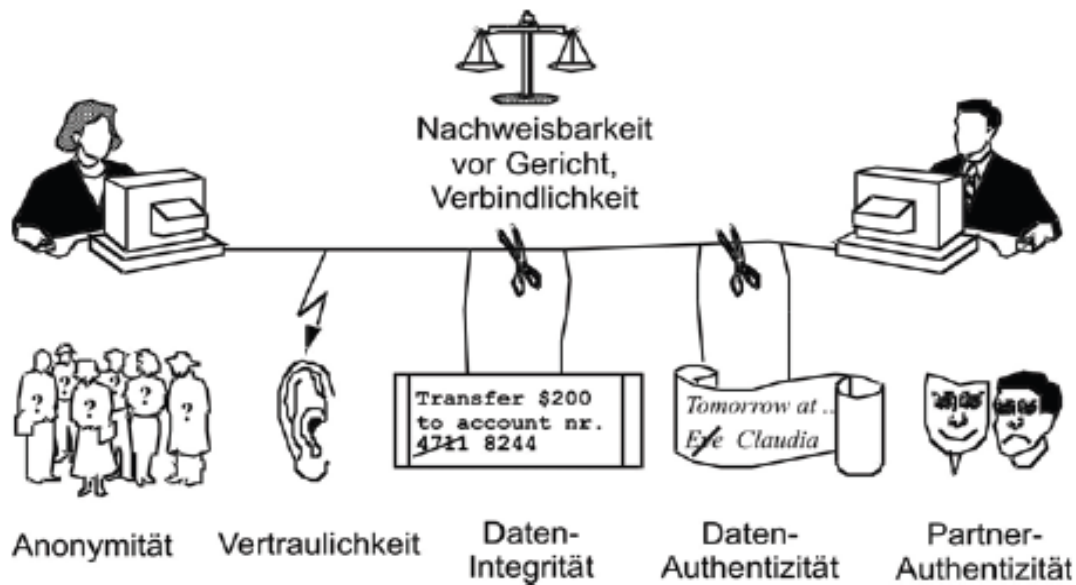 Nachweisbarkeit
vor Gericht,
Verbindlichkeit
? ? ? ? ?
Transfer $200
to account nr.
4711 8244
Tomorrow at ..
Eve Claudia
Anonymität
Vertraulichkeit
Daten-
Integrität
Daten-
Authentizität
Partner-
Authentizität